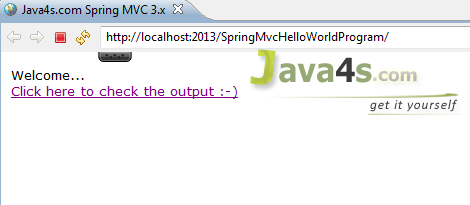 Java4s.com Spring MVC 3.x
http://localhost:2013/SpringMvcHelloWorldProgram/
Java4s.com
get it yourself
Welcome...
Click here to check the output :-)